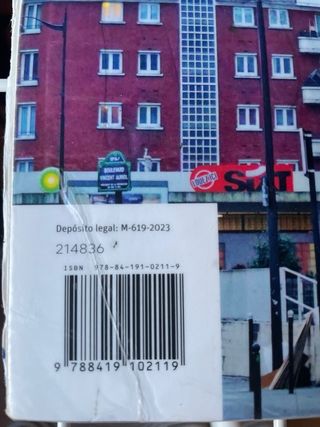 BOULEVARD
VINCENT AURIOL
SIXT
Depósito legal: M-619-2023
214836
ISBN 978-84-191-0211-9
9 788419 102119